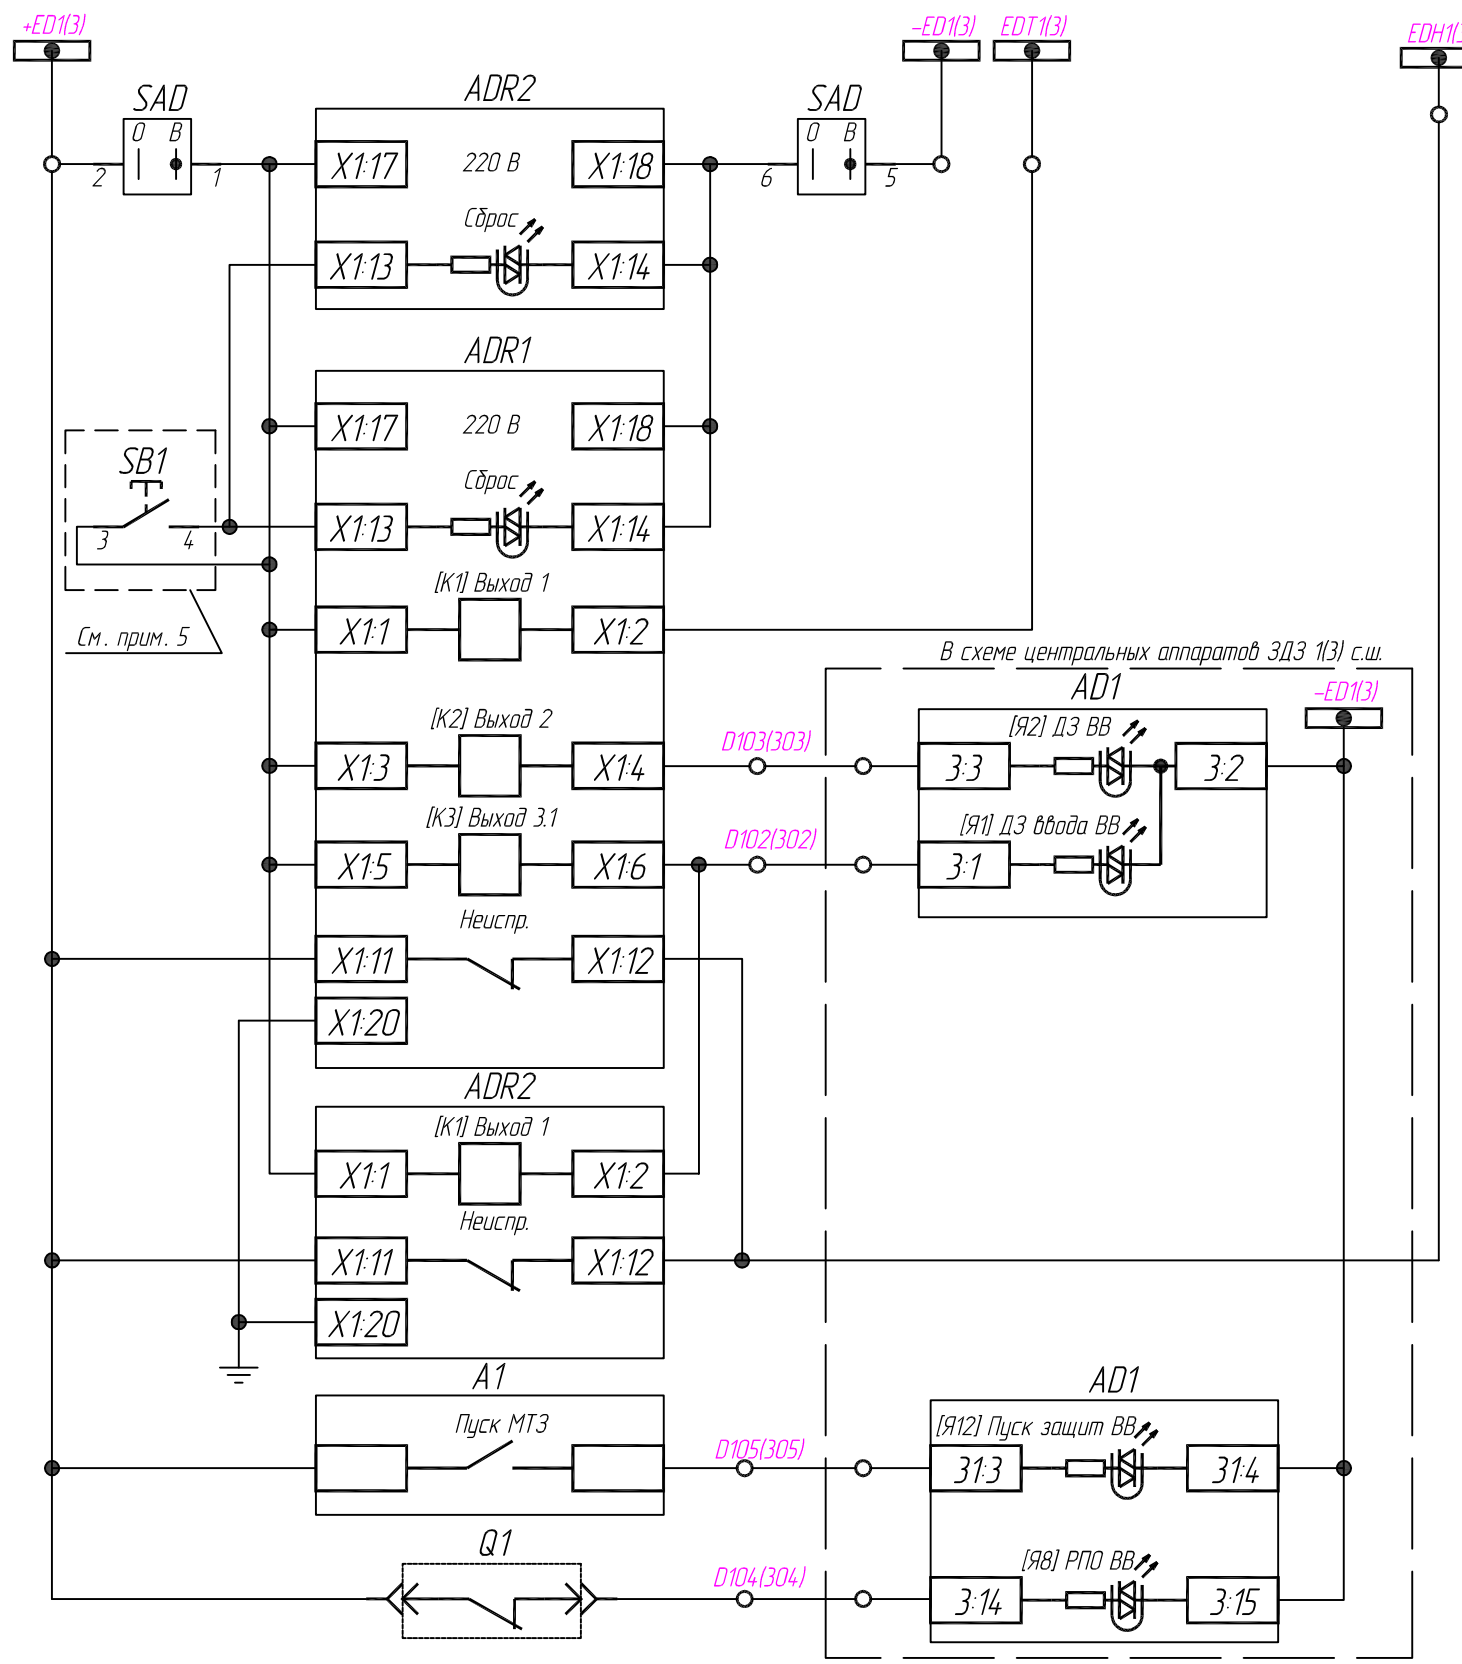 +ED1(3)
-ED1(3)
EDT1(3)
SAD
O B
2
1
ADR2
X1:17
220 В
X1:18
Сброс
X1:13
X1:14
SAD
O B
6
5
ADR1
X1:17
220 В
X1:18
Сброс
X1:13
X1:14
SB1
3
4
См. прим. 5
[K1] Выход 1
X1:1
X1:2
[K2] Выход 2
X1:3
X1:4
D103(303)
[K3] Выход 3.1
X1:5
X1:6
D102(302)
Неиспр.
X1:11
X1:12
X1:20
В схеме центральных аппаратов ЗДЗ 1(3) с.ш.
AD1
-ED1(3)
[Я2] ДЗ ВВ
3:3
3:2
[Я1] ДЗ ввода ВВ
3:1
ADR2
[K1] Выход 1
X1:1
X1:2
Неиспр.
X1:11
X1:12
X1:20
A1
Пуск МТЗ
D105(305)
AD1
[Я12] Пуск защит ВВ
31:3
31:4
Q1
D104(304)
[Я8] РПО ВВ
3:14
3:15